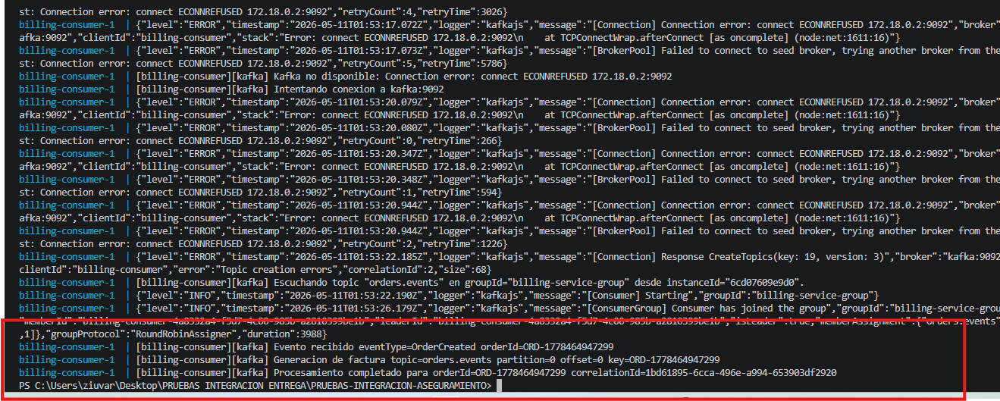 st: Connection error: connect ECONNREFUSED 172.18.0.2:9092","retryCount":4,"retryTime":3026}
billing-consumer-1  | {"level":"ERROR","timestamp":"2026-05-11T01:53:17.072Z","logger":"kafkajs","message":"[Connection] Connection error: connect ECONNREFUSED 172.18.0.2:9092","broker"
afka:9092","clientId":"billing-consumer","stack":"Error: connect ECONNREFUSED 172.18.0.2:9092\n    at TCPConnectWrap.afterConnect [as oncomplete] (node:net:1611:16)"}
billing-consumer-1  | {"level":"ERROR","timestamp":"2026-05-11T01:53:17.073Z","logger":"kafkajs","message":"[BrokerPool] Failed to connect to seed broker, trying another broker from the
st: Connection error: connect ECONNREFUSED 172.18.0.2:9092","retryCount":5,"retryTime":5786}
billing-consumer-1  | [billing-consumer][kafka] Kafka no disponible: Connection error: connect ECONNREFUSED 172.18.0.2:9092
billing-consumer-1  | [billing-consumer][kafka] Intentando conexion a kafka:9092
billing-consumer-1  | {"level":"ERROR","timestamp":"2026-05-11T01:53:20.079Z","logger":"kafkajs","message":"[Connection] Connection error: connect ECONNREFUSED 172.18.0.2:9092","broker"
afka:9092","clientId":"billing-consumer","stack":"Error: connect ECONNREFUSED 172.18.0.2:9092\n    at TCPConnectWrap.afterConnect [as oncomplete] (node:net:1611:16)"}
billing-consumer-1  | {"level":"ERROR","timestamp":"2026-05-11T01:53:20.080Z","logger":"kafkajs","message":"[BrokerPool] Failed to connect to seed broker, trying another broker from the
st: Connection error: connect ECONNREFUSED 172.18.0.2:9092","retryCount":0,"retryTime":266}
billing-consumer-1  | {"level":"ERROR","timestamp":"2026-05-11T01:53:20.347Z","logger":"kafkajs","message":"[Connection] Connection error: connect ECONNREFUSED 172.18.0.2:9092","broker"
afka:9092","clientId":"billing-consumer","stack":"Error: connect ECONNREFUSED 172.18.0.2:9092\n    at TCPConnectWrap.afterConnect [as oncomplete] (node:net:1611:16)"}
billing-consumer-1  | {"level":"ERROR","timestamp":"2026-05-11T01:53:20.348Z","logger":"kafkajs","message":"[BrokerPool] Failed to connect to seed broker, trying another broker from the
st: Connection error: connect ECONNREFUSED 172.18.0.2:9092","retryCount":1,"retryTime":594}
billing-consumer-1  | {"level":"ERROR","timestamp":"2026-05-11T01:53:20.944Z","logger":"kafkajs","message":"[Connection] Connection error: connect ECONNREFUSED 172.18.0.2:9092","broker"
afka:9092","clientId":"billing-consumer","stack":"Error: connect ECONNREFUSED 172.18.0.2:9092\n    at TCPConnectWrap.afterConnect [as oncomplete] (node:net:1611:16)"}
billing-consumer-1  | {"level":"ERROR","timestamp":"2026-05-11T01:53:20.944Z","logger":"kafkajs","message":"[BrokerPool] Failed to connect to seed broker, trying another broker from the
st: Connection error: connect ECONNREFUSED 172.18.0.2:9092","retryCount":2,"retryTime":1226}
billing-consumer-1  | {"level":"ERROR","timestamp":"2026-05-11T01:53:22.185Z","logger":"kafkajs","message":"[Connection] Response CreateTopics(key: 19, version: 3)","broker":"kafka:9092
clientId":"billing-consumer","error":"Topic creation errors","correlationId":2,"size":68}
billing-consumer-1  | [billing-consumer][kafka] Escuchando topic "orders.events" en groupId="billing-service-group" desde instanceId="6cd07609e9d0".
billing-consumer-1  | {"level":"INFO","timestamp":"2026-05-11T01:53:22.190Z","logger":"kafkajs","message":"[Consumer] Starting","groupId":"billing-service-group"}
billing-consumer-1  | {"level":"INFO","timestamp":"2026-05-11T01:53:26.179Z","logger":"kafkajs","message":"[ConsumerGroup] Consumer has joined the group","groupId":"billing-service-grou
"memberId":"billing-consumer-4a8332a4-f5d7-4c00-985b-a2810399be1b","leaderId":"billing-consumer-4a8332a4-f5d7-4c00-985b-a2810399be1b","isLeader":true,"memberAssignment":{"orders.events"
,1]},"groupProtocol":"RoundRobinAssigner","duration":3988}
billing-consumer-1  | [billing-consumer][kafka] Evento recibido eventType=OrderCreated orderId=ORD-1778464947299
billing-consumer-1  | [billing-consumer][kafka] Generacion de factura topic=orders.events partition=0 offset=0 key=ORD-1778464947299
billing-consumer-1  | [billing-consumer][kafka] Procesamiento completado para orderId=ORD-1778464947299 correlationId=1bd61895-6cca-496e-a994-653903df2920
PS C:\Users\ziuvar\Desktop\PRUEBAS INTEGRACION ENTREGA\PRUEBAS-INTEGRACION-ASEGURAMIENTO>